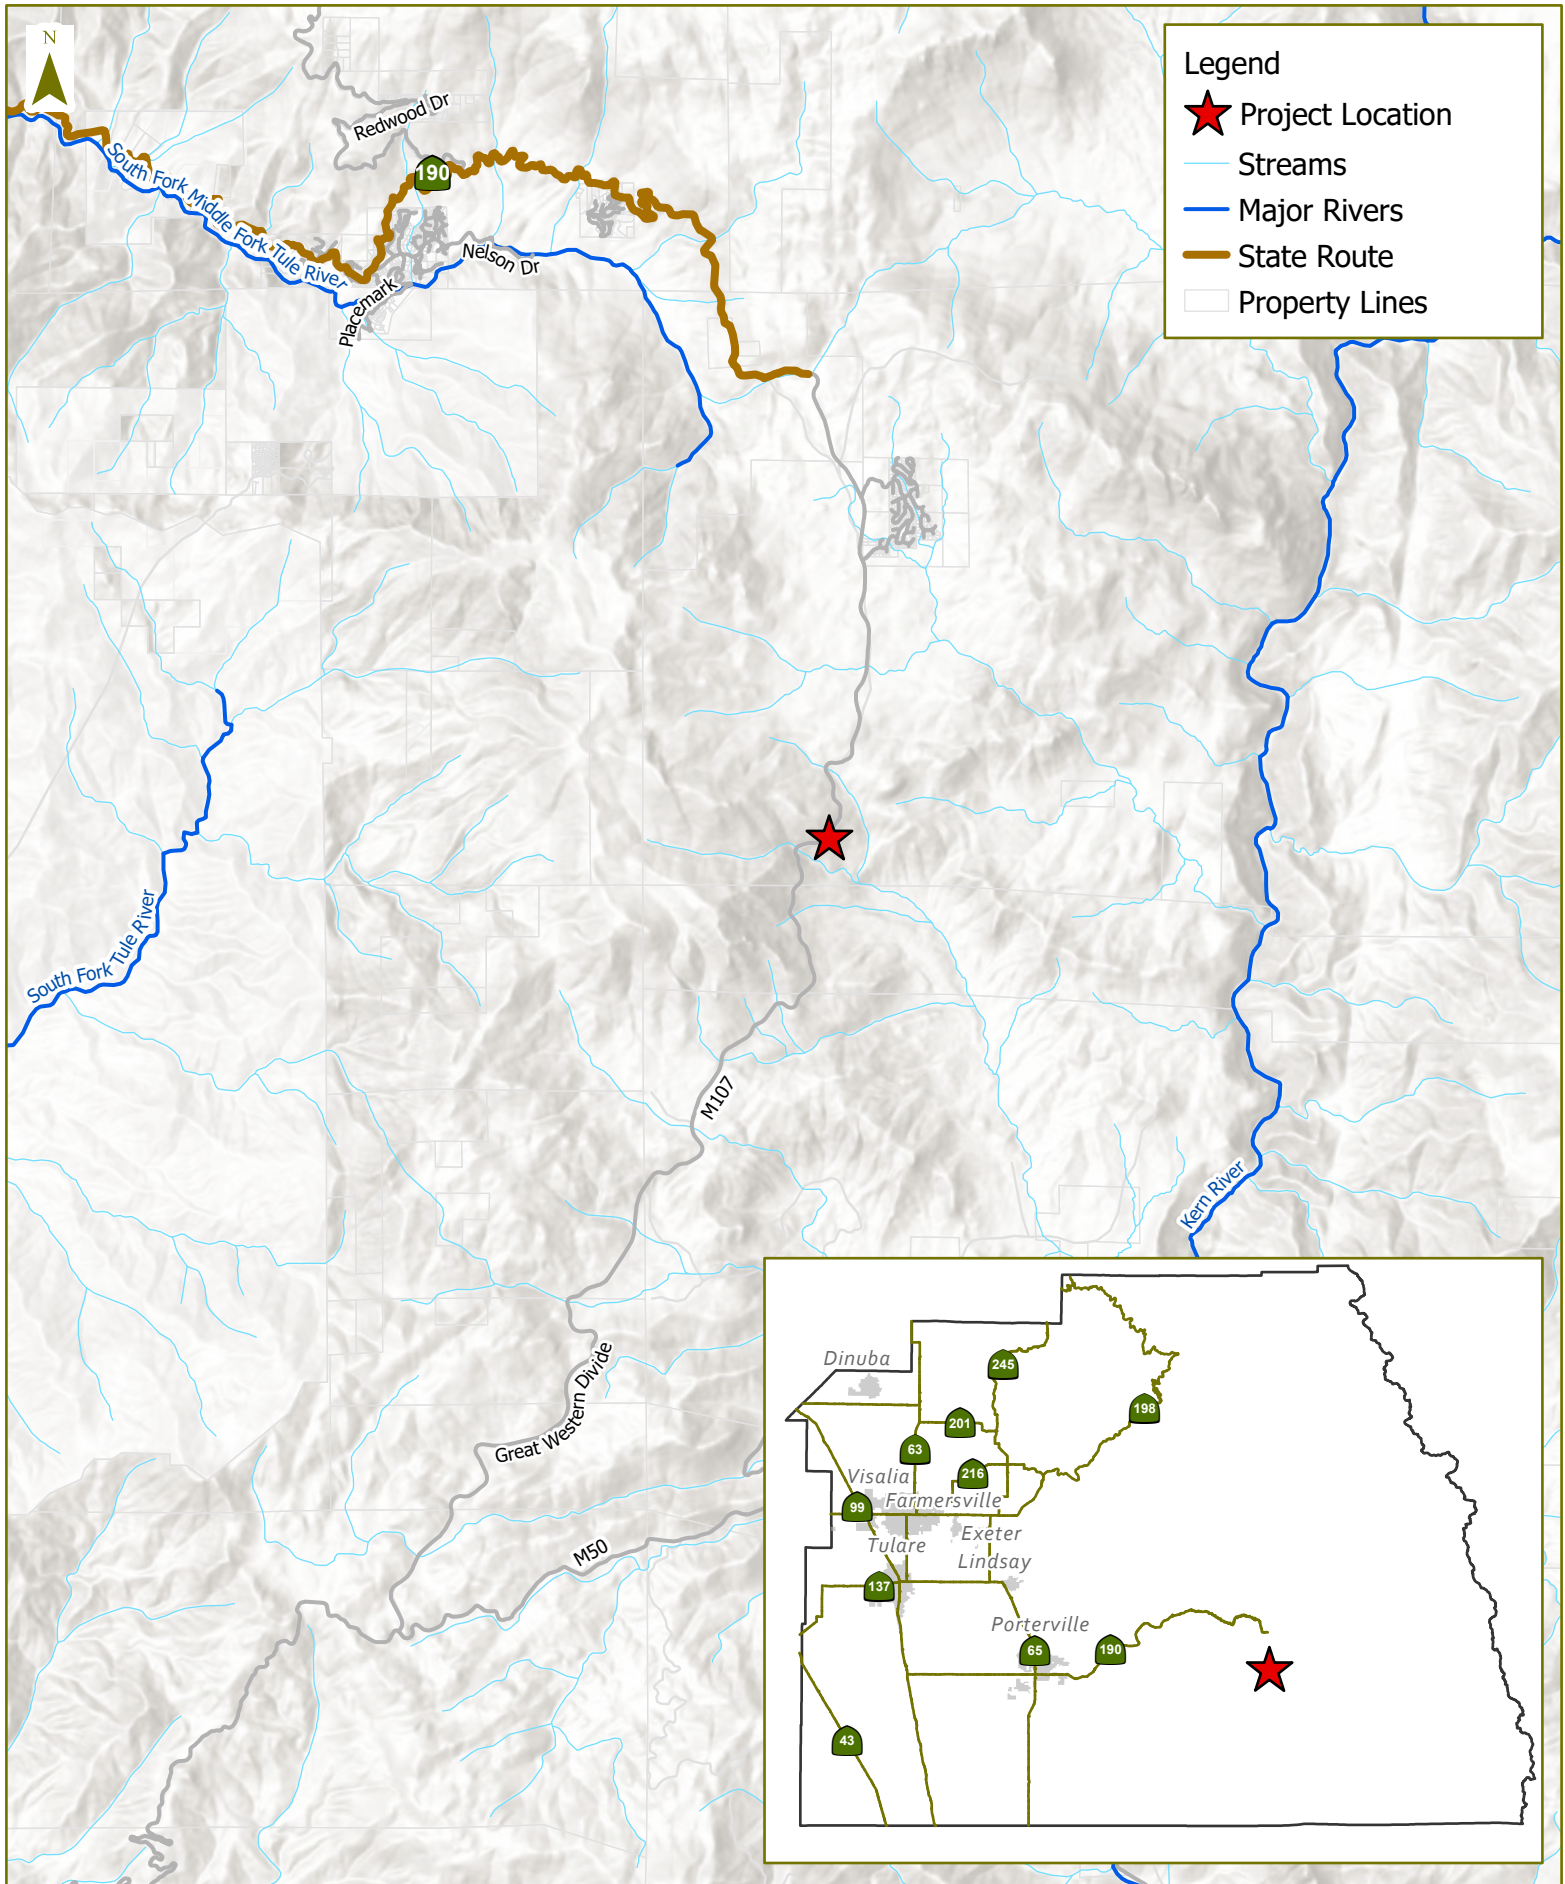 N
Legend
Project Location
Streams
Major Rivers
State Route
Property Lines
Redwood Dr
190
South Fork Middle Fork Tule River
Nelson Dr
Placemark
South Fork Tule River
M107
Kern River
Great Western Divide
M50
Dinuba
245
198
201
63
216
Visalia
99
Farmersville
Exeter
Tulare
Lindsay
137
Porterville
65
190
43